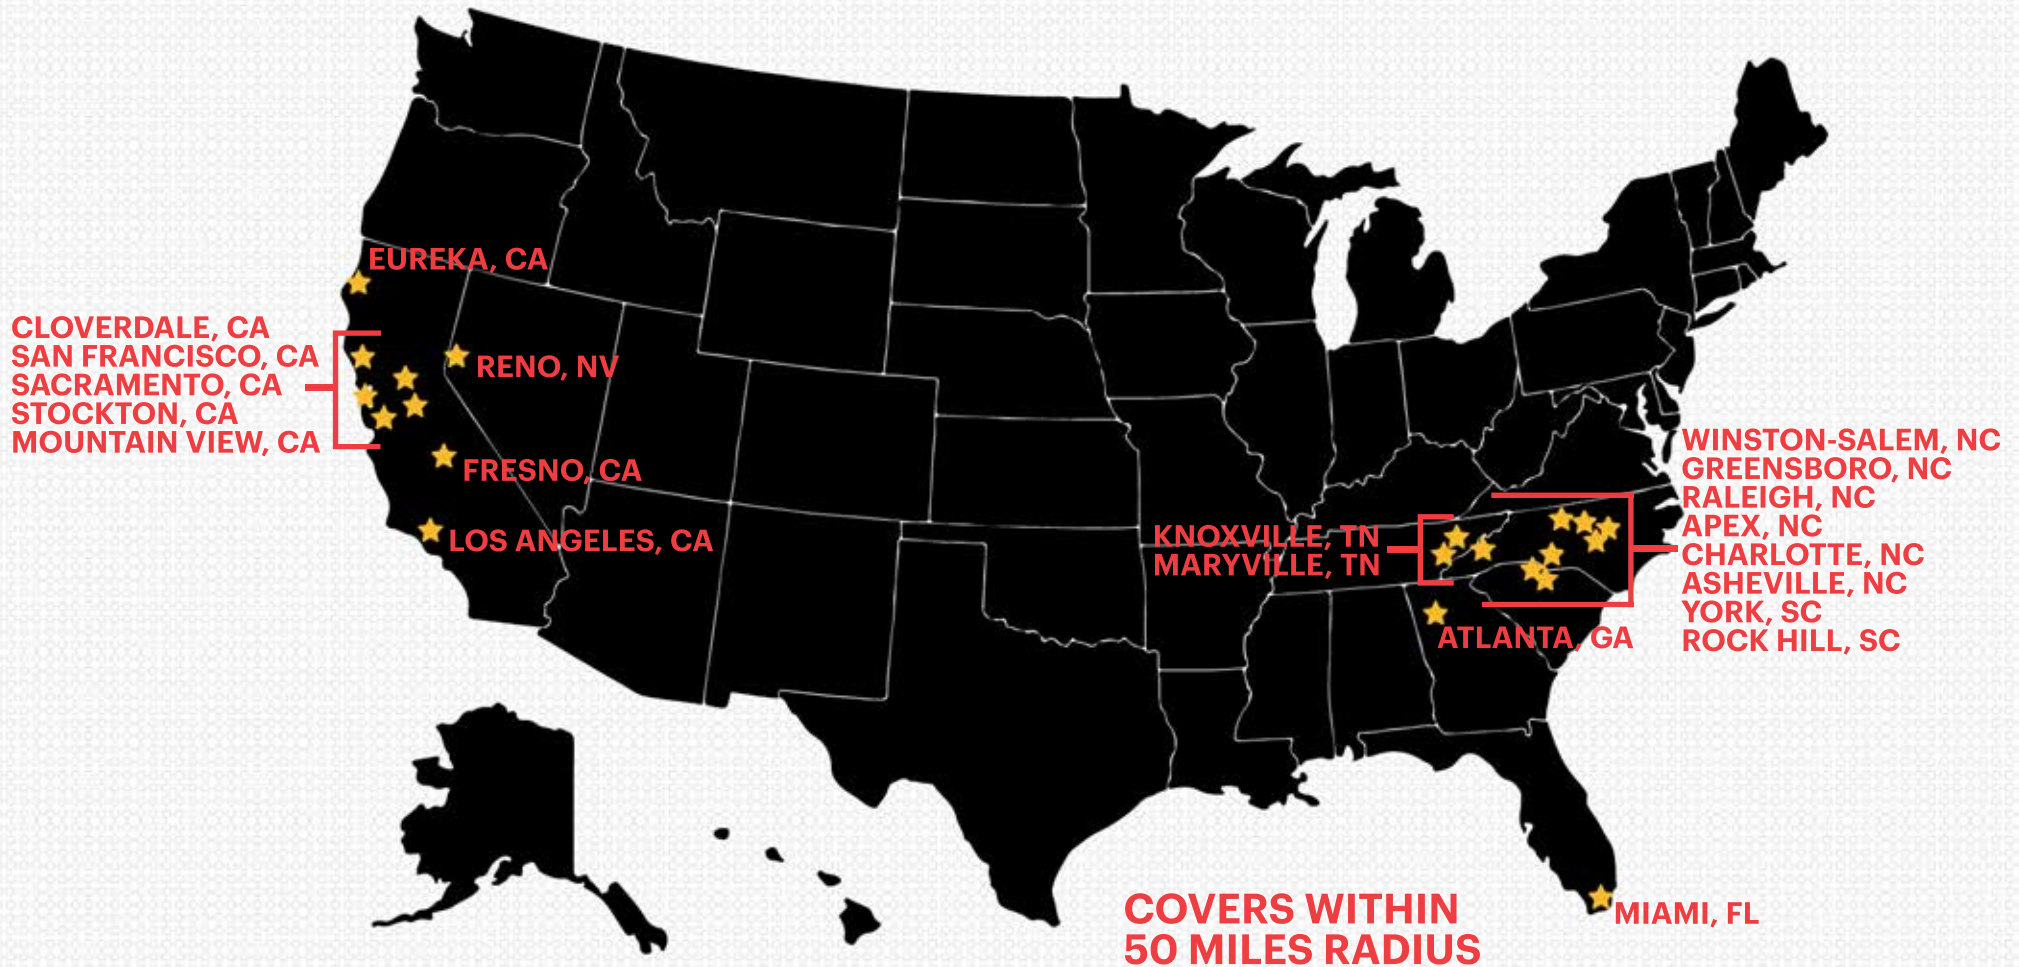 EUREKA, CA
CLOVERDALE, CA
SAN FRANCISCO, CA
SACRAMENTO, CA
STOCKTON, CA
MOUNTAIN VIEW, CA
RENO, NV
FRESNO, CA
LOS ANGELES, CA
KNOXVILLE, TN
MARYVILLE, TN
WINSTON-SALEM, NC
GREENSBORO, NC
RALEIGH, NC
APEX, NC
CHARLOTTE, NC
ASHEVILLE, NC
YORK, SC
ROCK HILL, SC
ATLANTA, GA
MIAMI, FL
COVERS WITHIN
50 MILES RADIUS